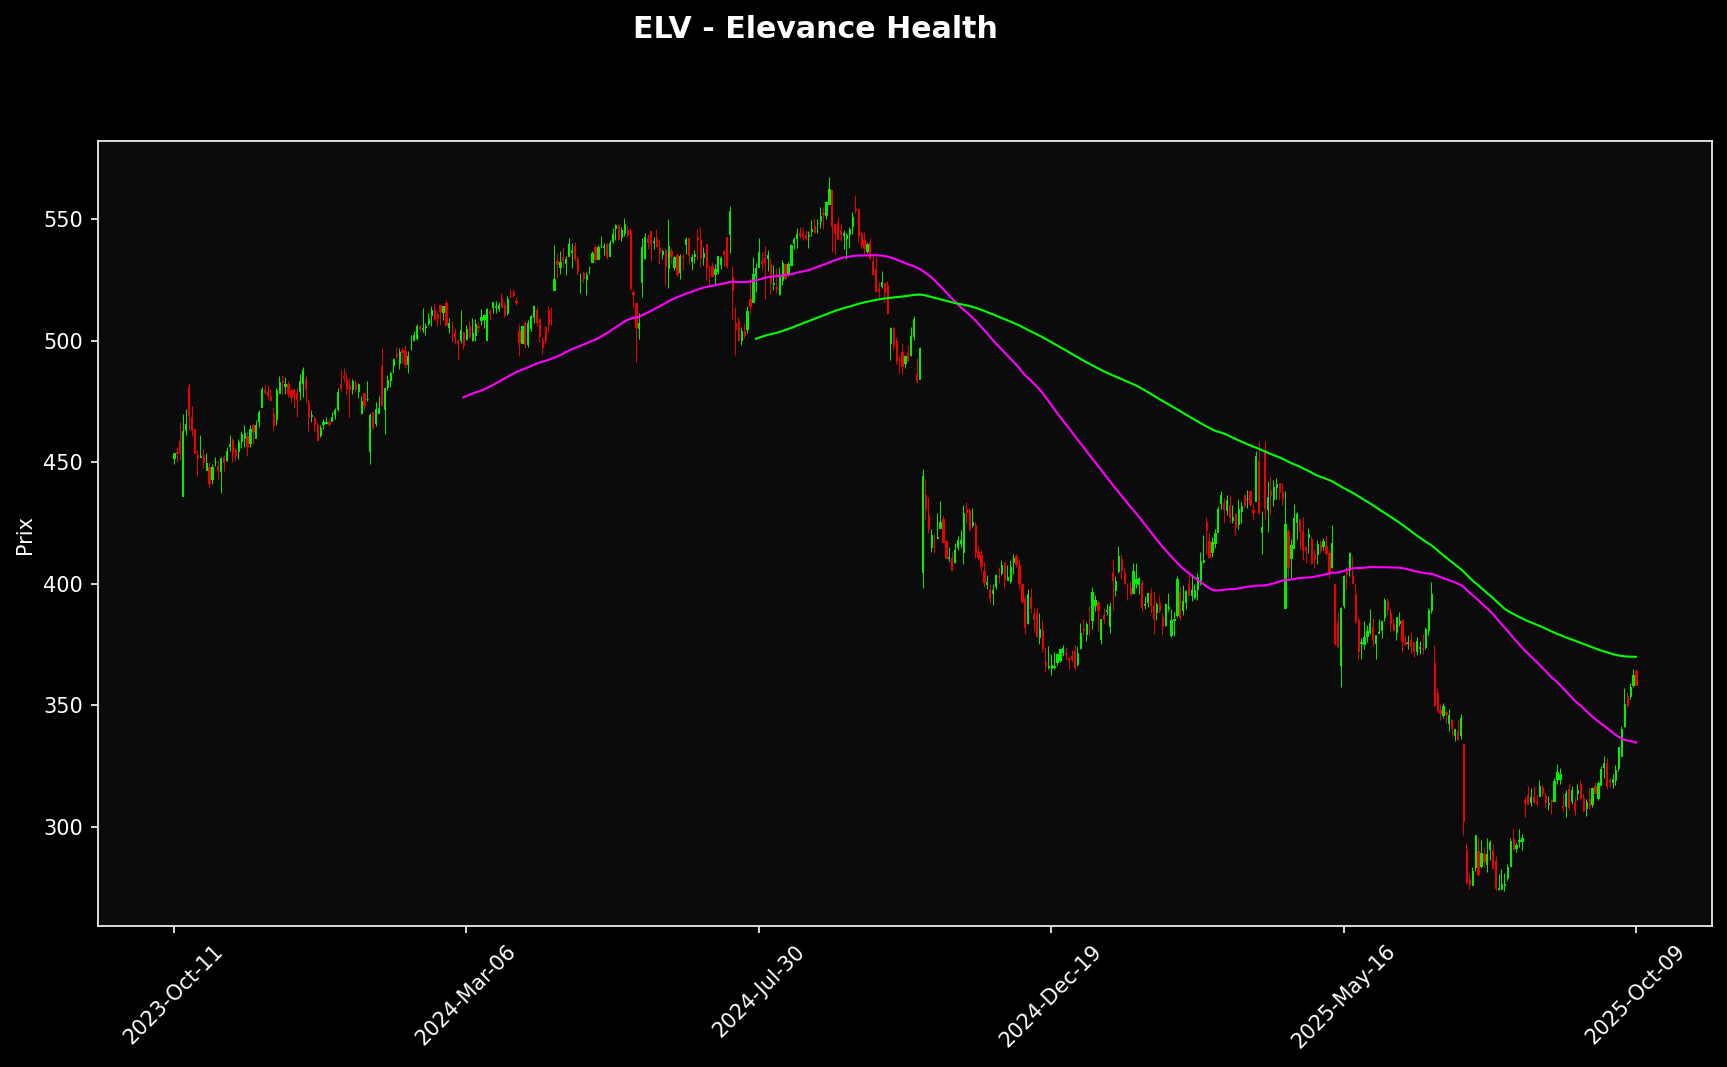 ELV - Elevance Health
Prix
550
500
450
400
350
300
2023-Oct-11
2024-Mar-06
2024-Jul-30
2024-Dec-19
2025-May-16
2025-Oct-09